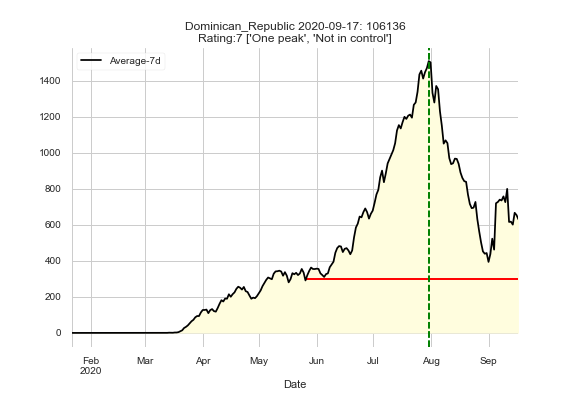 Dominican_Republic 2020-09-17: 106136
Rating:7 ['One peak', 'Not in control']
Average-7d
1400
1200
1000
800
600
400
200
0
Feb Mar Apr May Jun Jul Aug Sep
2020
Date